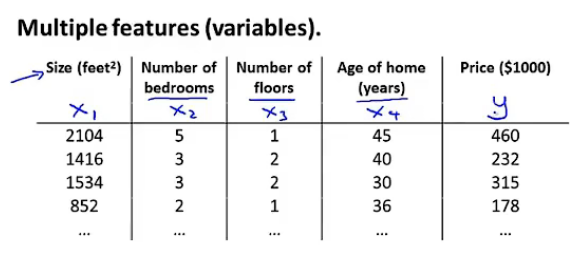 Multiple features (variables).
Size (feet²) Number of bedrooms Number of floors Age of home (years) Price ($1000)
x₁ x₂ x₃ x₄ y
2104 5 1 45 460
1416 3 2 40 232
1534 3 2 30 315
852 2 1 36 178
... ... ... ... ...